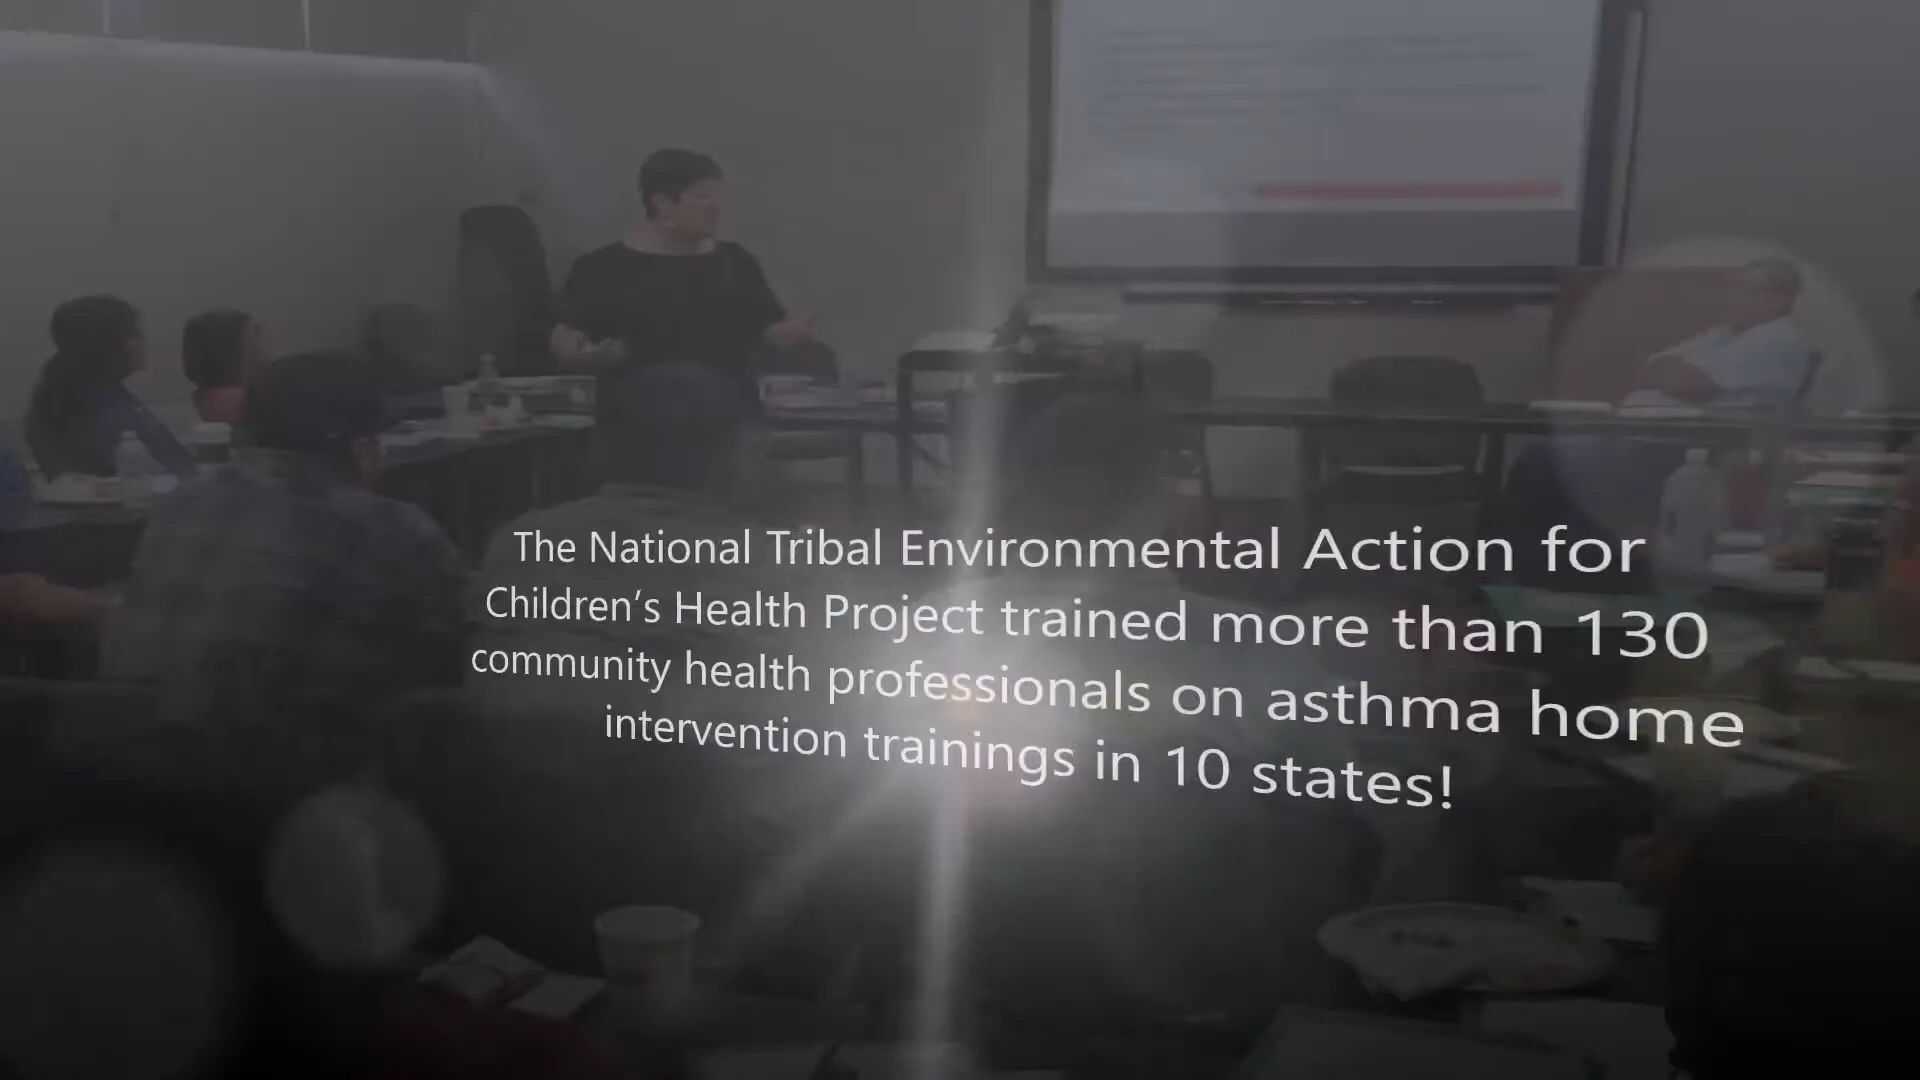 The National Tribal Environmental Action for
Children’s Health Project trained more than 130
community health professionals on asthma home
intervention trainings in 10 states!